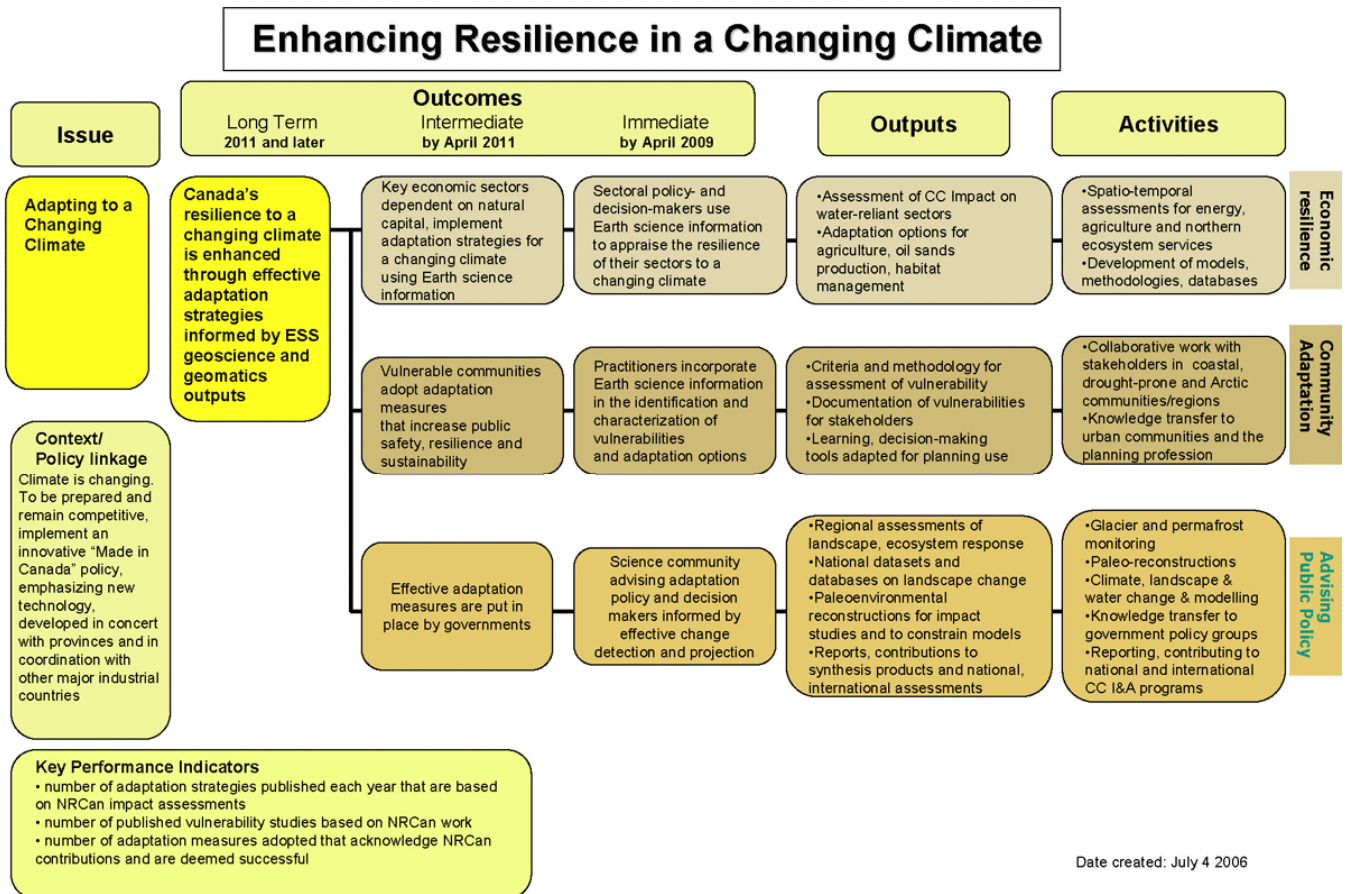 Enhancing Resilience in a Changing Climate
Issue
Outcomes
Long Term
2011 and later
Intermediate
by April 2011
Immediate
by April 2009
Outputs
Activities
Adapting to a
Changing
Climate
Canada's
resilience to a
changing climate
is enhanced
through effective
adaptation
strategies
informed by ESS
geoscience and
geomatics
outputs
Key economic sectors
dependent on natural
capital, implement
adaptation strategies for
a changing climate
using Earth science
information
Sectoral policy- and
decision-makers use
Earth science information
to appraise the resilience
of their sectors to a
changing climate
•Assessment of CC Impact on
water-reliant sectors
•Adaptation options for
agriculture, oil sands
production, habitat
management
•Spatio-temporal
assessments for energy,
agriculture and northern
ecosystem services
•Development of models,
methodologies, databases
Economic
resilience
Vulnerable communities
adopt adaptation
measures
that increase public
safety, resilience and
sustainability
Practitioners incorporate
Earth science information
in the identification and
characterization of
vulnerabilities
and adaptation options
•Criteria and methodology for
assessment of vulnerability
•Documentation of vulnerabilities
for stakeholders
•Learning, decision-making
tools adapted for planning use
•Collaborative work with
stakeholders in coastal,
drought-prone and Arctic
communities/regions
•Knowledge transfer to
urban communities and the
planning profession
Community
Adaptation
Context/
Policy linkage
Climate is changing.
To be prepared and
remain competitive,
implement an
innovative “Made in
Canada” policy,
emphasizing new
technology,
developed in concert
with provinces and in
coordination with
other major industrial
countries
Effective adaptation
measures are put in
place by governments
Science community
advising adaptation
policy and decision
makers informed by
effective change
detection and projection
•Regional assessments of
landscape, ecosystem response
•National datasets and
databases on landscape change
•Paleoenvironmental
reconstructions for impact
studies and to constrain models
•Reports, contributions to
synthesis products and national,
international assessments
•Glacier and permafrost
monitoring
•Paleo-reconstructions
•Climate, landscape &
water change & modelling
•Knowledge transfer to
government policy groups
•Reporting, contributing to
national and international
CC I&A programs
Advising
Public Policy
Key Performance Indicators
• number of adaptation strategies published each year that are based
on NRCan impact assessments
• number of published vulnerability studies based on NRCan work
• number of adaptation measures adopted that acknowledge NRCan
contributions and are deemed successful
Date created: July 4 2006